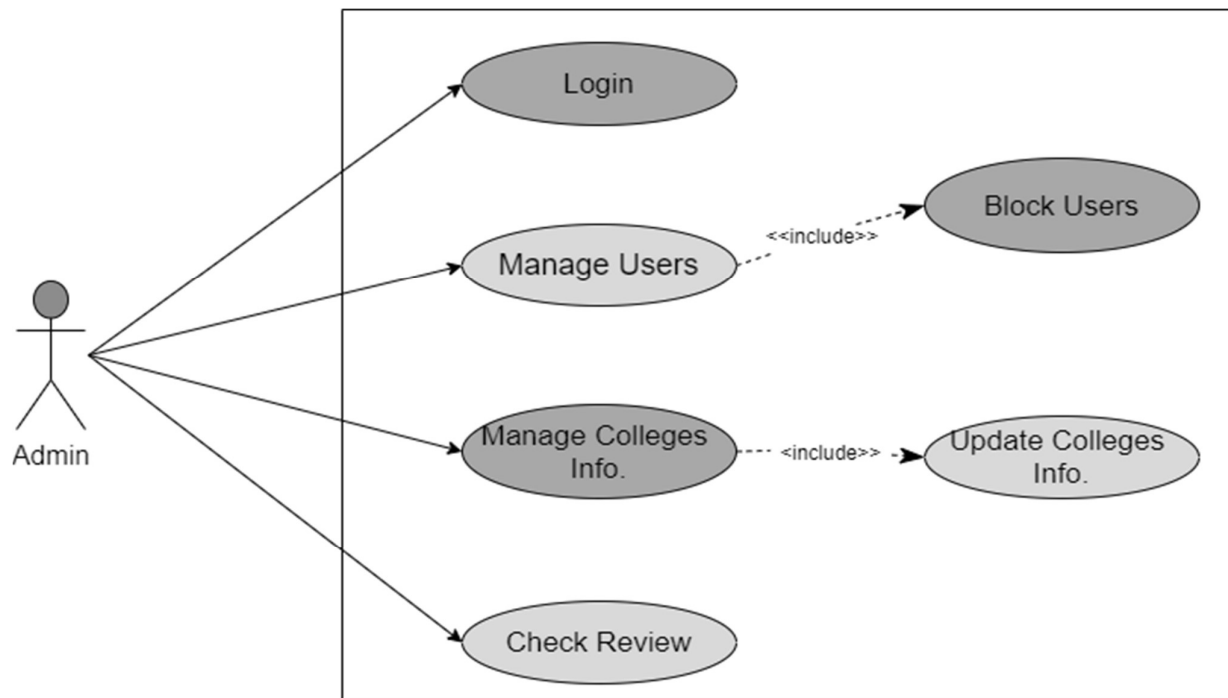 Login
Block Users
<<include>>
Manage Users
Admin
Manage Colleges
Info.
<include>>
Update Colleges
Info.
Check Review